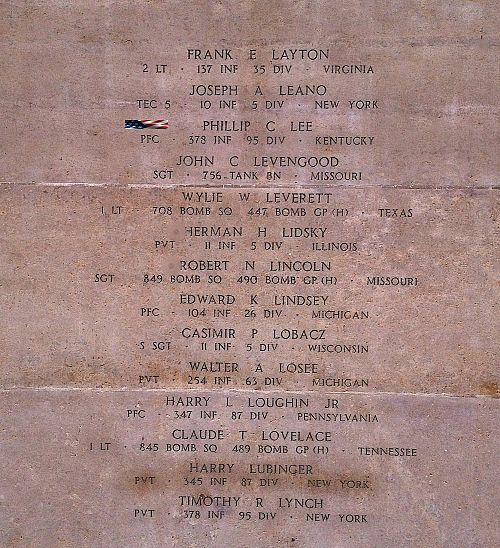 FRANK E LAYTON
2 LT · 137 INF 35 DIV · VIRGINIA
JOSEPH A LEANO
TEC 5 · 10 INF 5 DIV · NEW YORK
PHILLIP C LEE
PFC · 378 INF 95 DIV · KENTUCKY
JOHN C LEVENGOOD
SGT · 756 TANK BN · MISSOURI
WYLIE W LEVERETT
1 LT · 708 BOMB SQ 447 BOMB GP (H) · TEXAS
HERMAN H LIDSKY
PVT · 11 INF 5 DIV · ILLINOIS
ROBERT N LINCOLN
SGT · 849 BOMB SQ 490 BOMB GP (H) · MISSOURI
EDWARD K LINDSEY
PFC · 104 INF 26 DIV · MICHIGAN
CASIMIR P LOBACZ
S SGT · 11 INF 5 DIV · WISCONSIN
WALTER A LOSEE
PVT · 254 INF 63 DIV · MICHIGAN
HARRY L LOUGHIN JR
PFC · 347 INF 87 DIV · PENNSYLVANIA
CLAUDE T LOVELACE
1 LT · 845 BOMB SQ 489 BOMB GP (H) · TENNESSEE
HARRY LUBINGER
PVT · 345 INF 87 DIV · NEW YORK
TIMOTHY R LYNCH
PVT · 378 INF 95 DIV · NEW YORK